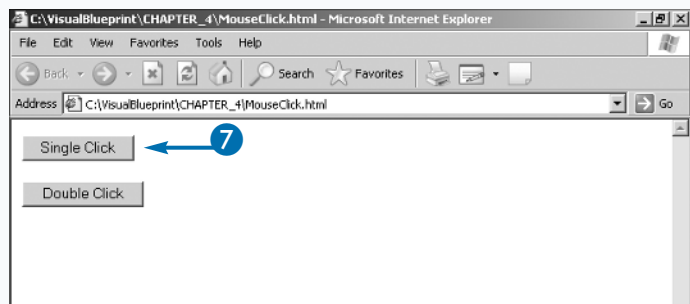 C:\VisualBlueprint\CHAPTER_4\MouseClick.html - Microsoft Internet Explorer
File Edit View Favorites Tools Help
Back Search Favorites
Address C:\VisualBlueprint\CHAPTER_4\MouseClick.html Go
Single Click 7
Double Click